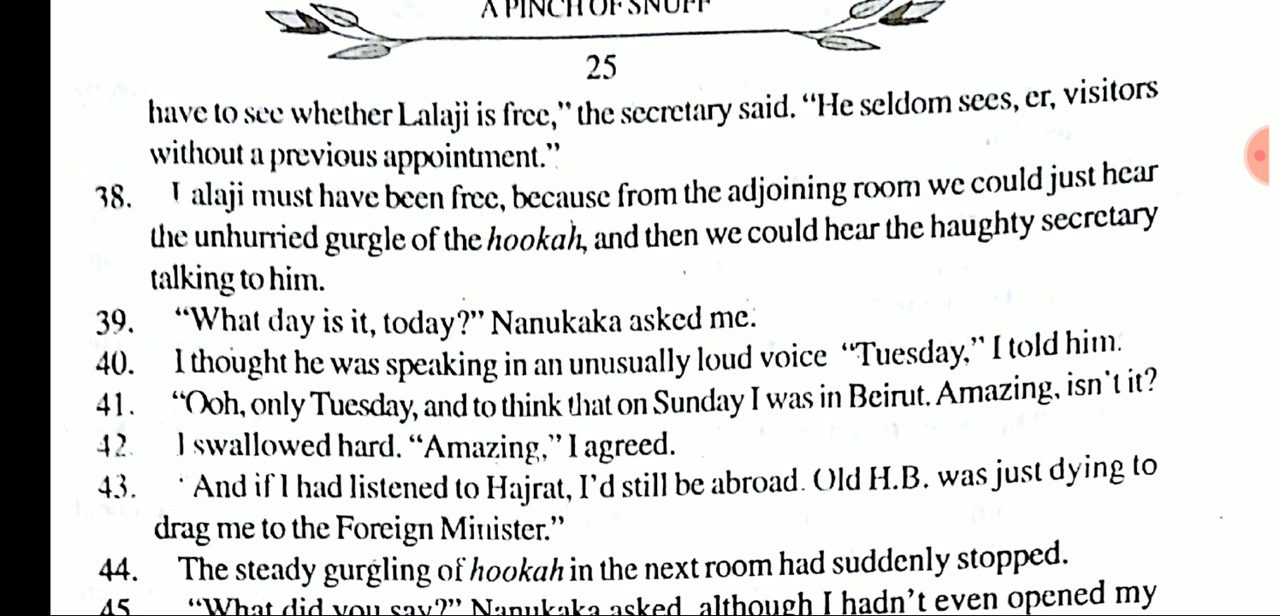 A PINCH OF SNUFF
25
have to see whether Lalaji is free,” the secretary said. “He seldom sees, er, visitors
without a previous appointment.”
38. Lalaji must have been free, because from the adjoining room we could just hear
the unhurried gurgle of the hookah, and then we could hear the haughty secretary
talking to him.
39. “What day is it, today?” Nanukaka asked me.
40. I thought he was speaking in an unusually loud voice “Tuesday,” I told him.
41. “Ooh, only Tuesday, and to think that on Sunday I was in Beirut. Amazing, isn't it?
42. I swallowed hard. “Amazing,” I agreed.
43. ‘And if I had listened to Hajrat, I'd still be abroad. Old H.B. was just dying to
drag me to the Foreign Minister.”
44. The steady gurgling of hookah in the next room had suddenly stopped.
45. “What did you say?” Nanukaka asked, although I hadn't even opened my